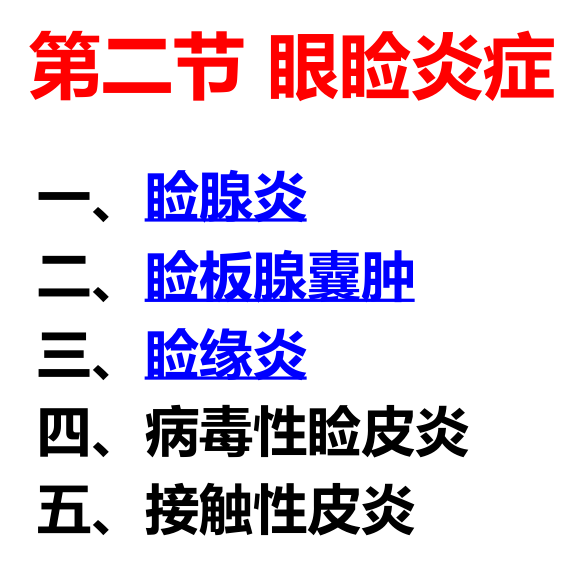 第二节 眼睑炎症
一、睑腺炎
二、睑板腺囊肿
三、睑缘炎
四、病毒性睑皮炎
五、接触性皮炎